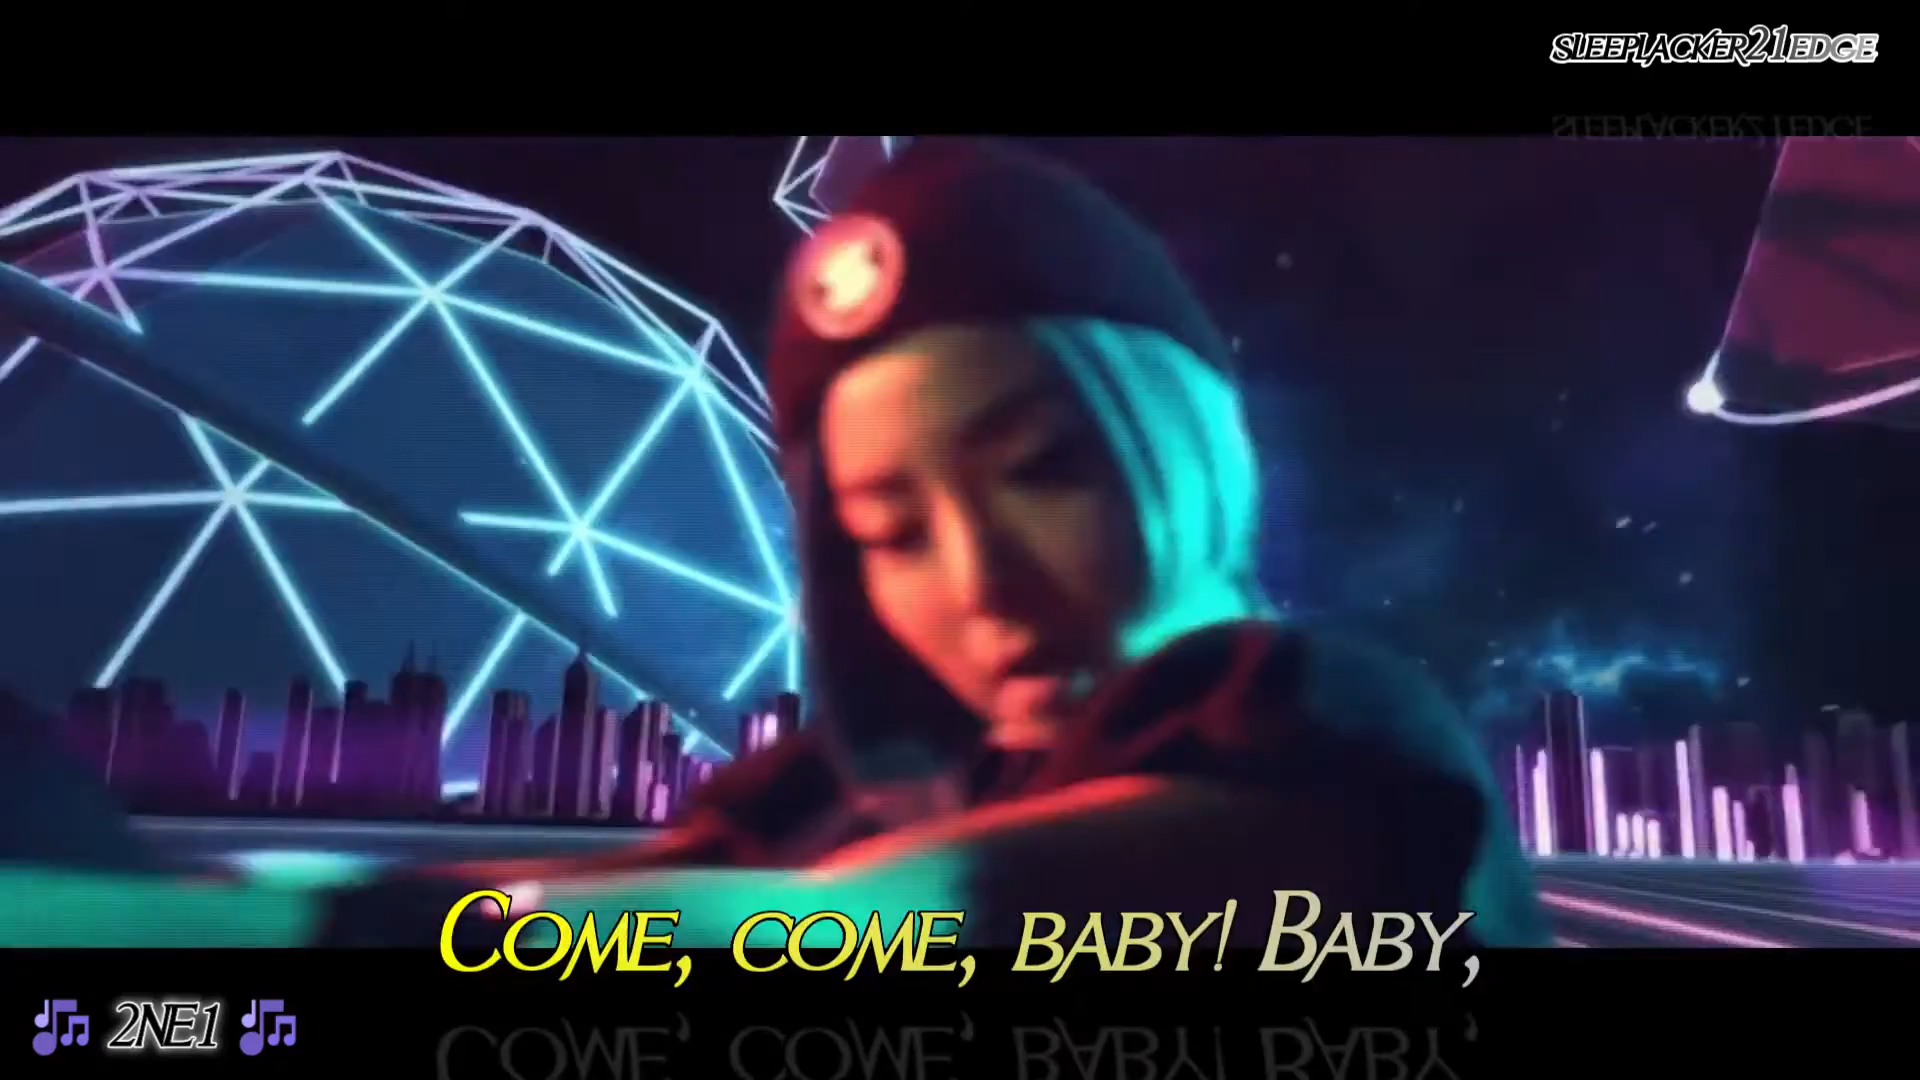 SLEEPLACKER21EDGE
COME, COME, BABY! BABY,
🎵 2NE1 🎵